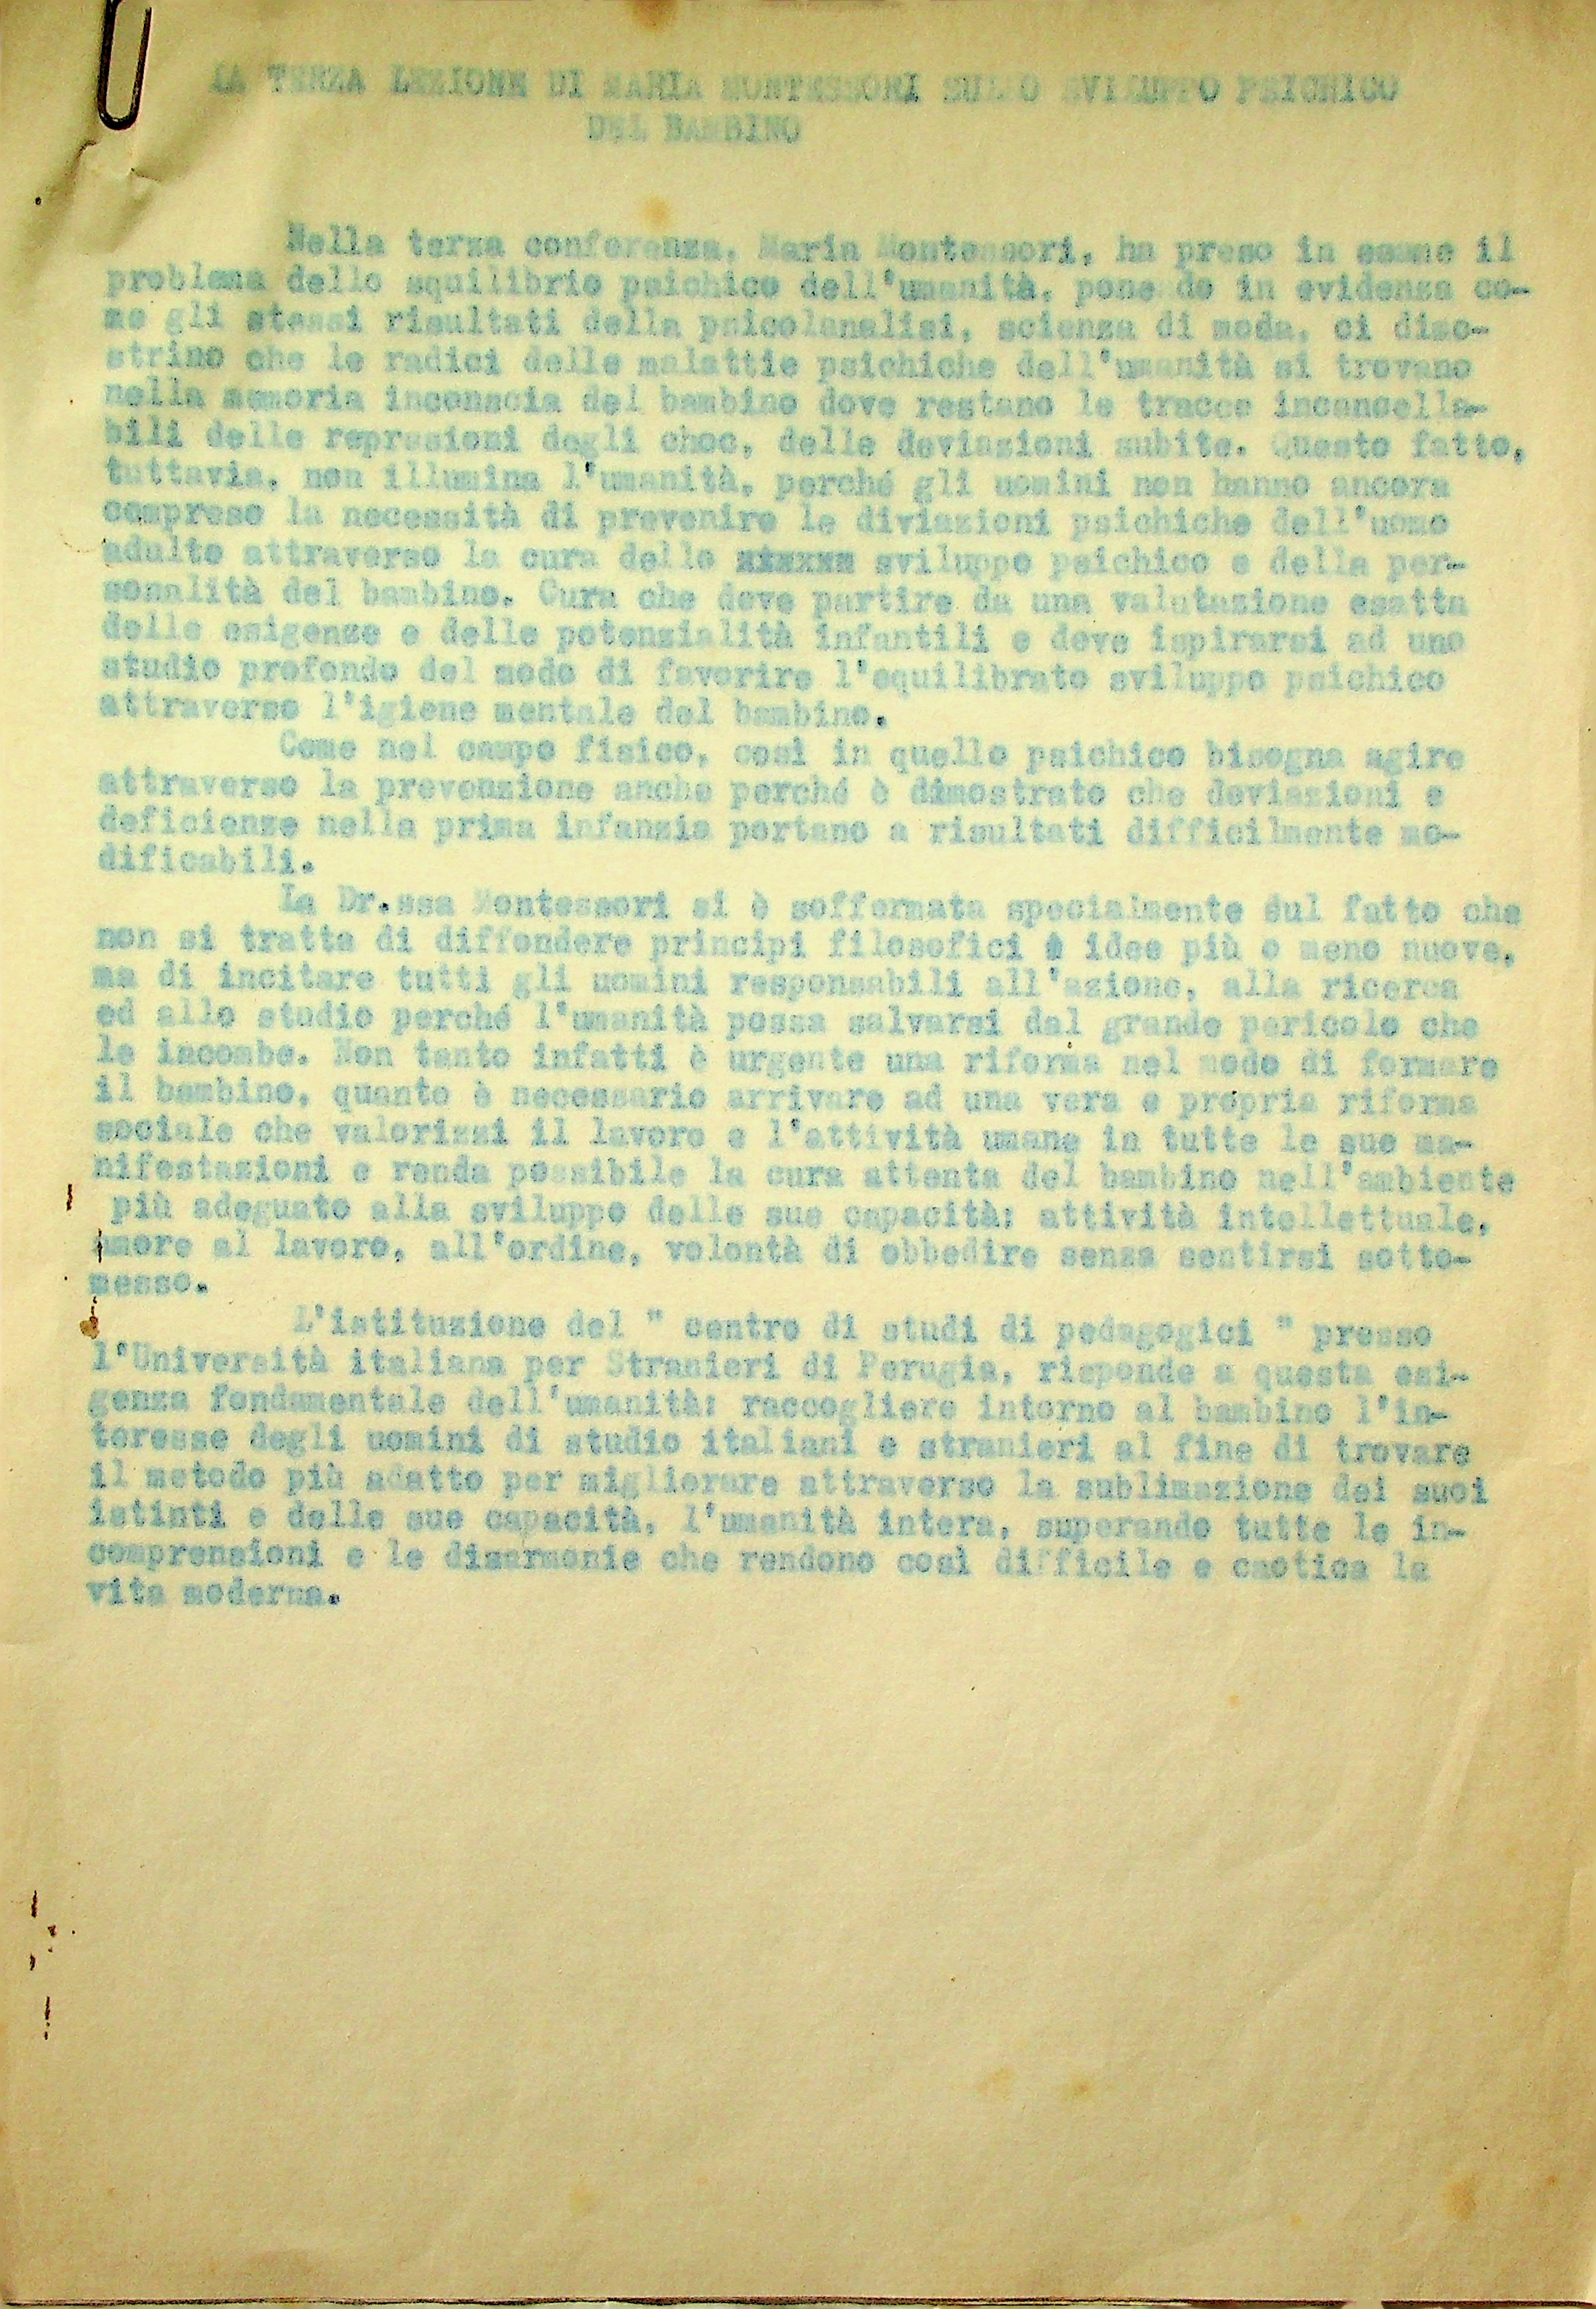 LA TERZA LEZIONE DI MARIA MONTESSORI SULLO SVILUPPO PSICHICO
DEL BAMBINO
Nella terza conferenza, Maria Montessori, ha preso in esame il
problema dello squilibrio psichico dell'umanità, ponendo in evidenza co-
me gli stessi risultati della psicolanalisi, scienza di moda, ci dimo-
strino che le radici delle malattie psichiche dell'umanità si trovano
nella memoria inconscia del bambino dove restano le tracce incancella-
bili delle represioni degli choc, delle deviazioni subite. Questo fatto,
tuttavia, non illumina l'umanità, perché gli uomini non hanno ancora
compreso la necessità di prevenire le diviazioni psichiche dell'uomo
adulto attraverso la cura dello sviluppo psichico e della per-
sonalità del bambino. Cura che deve partire da una valutazione esatta
delle esigenze e delle potenzialità infantili e deve ispirarsi ad uno
studio profondo del modo di favorire l'equilibrato sviluppo psichico
attraverso l'igiene mentale del bambino.
Come nel campo fisico, così in quello psichico bisogna agire
attraverso la prevenzione anche perché è dimostrato che deviazioni e
deficienze nella prima infanzia portano a risultati difficilmente mo-
dificabili.
La Dr.ssa Montessori si è soffermata specialmente sul fatto che
non si tratta di diffondere principi filosofici idee più o meno nuove,
ma di incitare tutti gli uomini responsabili all'azione, alla ricerca
ed allo studio perché l'umanità possa salvarsi dal grande pericolo che
le incombe. Non tanto infatti è urgente una riforma nel modo di formare
il bambino, quanto è necessario arrivare ad una vera e propria riforma
sociale che valorizzi il lavoro e l'attività umane in tutte le sue ma-
nifestazioni e renda possibile la cura attenta del bambino nell'ambiente
più adeguato alla sviluppo delle sue capacità: attività intellettuale,
amore al lavoro, all'ordine, volontà di obbedire senza sentirsi sotto-
messo.
L'istituzione del " centro di studi di pedagogici " presso
l'Università italiana per Stranieri di Perugia, risponde a questa esi-
genza fondamentale dell'umanità: raccogliere intorno al bambino l'in-
teresse degli uomini di studio italiani e stranieri al fine di trovare
il metodo più adatto per migliorare attraverso la sublimazione dei suoi
istinti e delle sue capacità, l'umanità intera, superando tutte le in-
comprensioni e le disarmonie che rendono così difficile e caotica la
vita moderna.